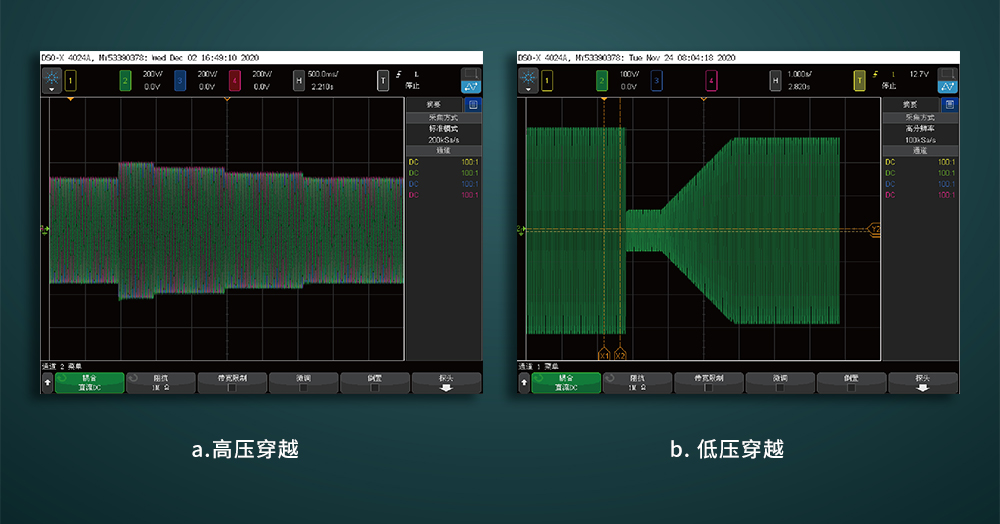 DSO-X 4024A, MY53390378: Wed Dec 02 16:49:10 2020
1 2 200V/ 0.0V 3 200V/ 0.0V 4 200V/ 0.0V H 500.0ms/ 2.210s T 停止
摘要
采集方式
标准模式
200kSa/s
通道
DC 100:1
DC 100:1
DC 100:1
DC 100:1
通道 2 菜单
耦合 直流DC
阻抗 1M Ω
带宽限制
微调
倒置
探头
DSO-X 4024A, MY53390378: Tue Nov 24 08:04:18 2020
1 2 100V/ 0.0V 3 4 H 1.000s/ 2.820s T 1 12.7V 停止
摘要
采集方式
高分辨率
100kSa/s
通道
DC 100:1
DC 100:1
DC 100:1
DC 100:1
Y2
X1 X2
通道 1 菜单
耦合 直流DC
阻抗 1M Ω
带宽限制
微调
倒置
探头
a.高压穿越
b. 低压穿越